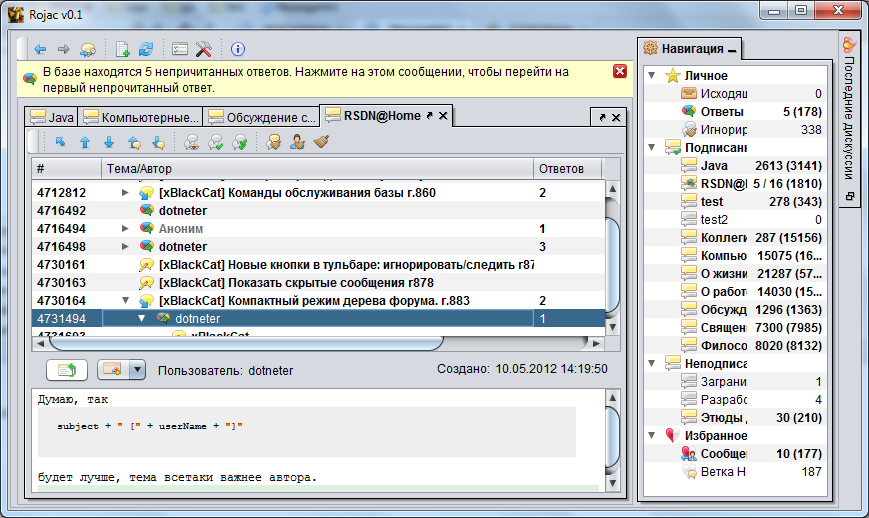 Rojac v0.1
В базе находятся 5 непричитанных ответов. Нажмите на этом сообщении, чтобы перейти на
первый непрочитанный ответ.
Java Компьютерные... Обсуждение с... RSDN@Home
# Тема/Автор Ответов
4712812 [xBlackCat] Команды обслуживания базы r.860 2
4716492 dotneter
4716494 Аноним 1
4716498 dotneter 3
4730161 [xBlackCat] Новые кнопки в тульбаре: игнорировать/следить r87
4730163 [xBlackCat] Показать скрытые сообщения r878
4730164 [xBlackCat] Компактный режим дерева форума. r.883 2
4731494 dotneter 1
4731693 xBlackCat
Пользователь: dotneter Создано: 10.05.2012 14:19:50
Думаю, так
subject + " [" + userName + "]"
будет лучше, тема всетаки важнее автора.
Навигация
Личное
Исходящ 0
Ответы 5 (178)
Игнорир 338
Подписанн
Java 2613 (3141)
RSDN@H 5 / 16 (1810)
test 278 (343)
test2 0
Коллеги 287 (15156)
Компью 15075 (16...
О жизни 21287 (57...
О работе 14030 (15...
Обсужд 1296 (1363)
Священ 7300 (7985)
Филосо 8020 (8132)
Неподписа
Заграни 1
Разрабо 4
Этюды д 30 (210)
Избранное
Сообще 10 (177)
Ветка Н 187
Последние дискуссии